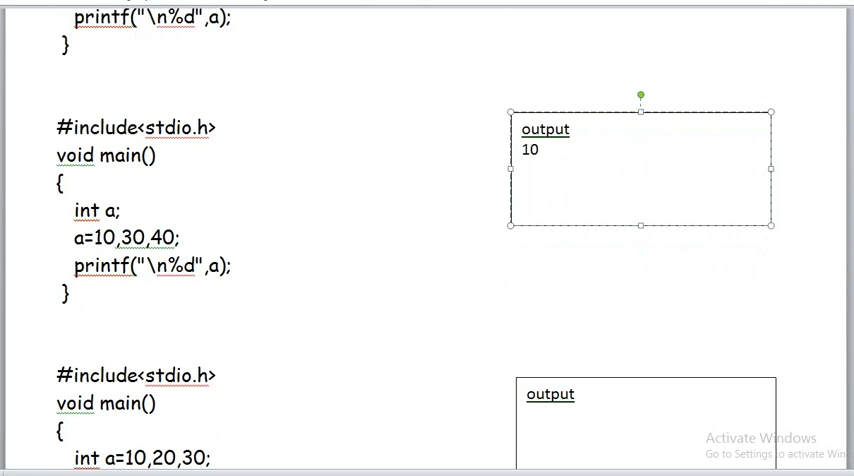 printf("\n%d",a);
}
#include<stdio.h>
void main()
{
int a;
a=10,30,40;
printf("\n%d",a);
}
output
10
#include<stdio.h>
void main()
{
int a=10,20,30;
output
Activate Windows
Go to Settings to activate Win